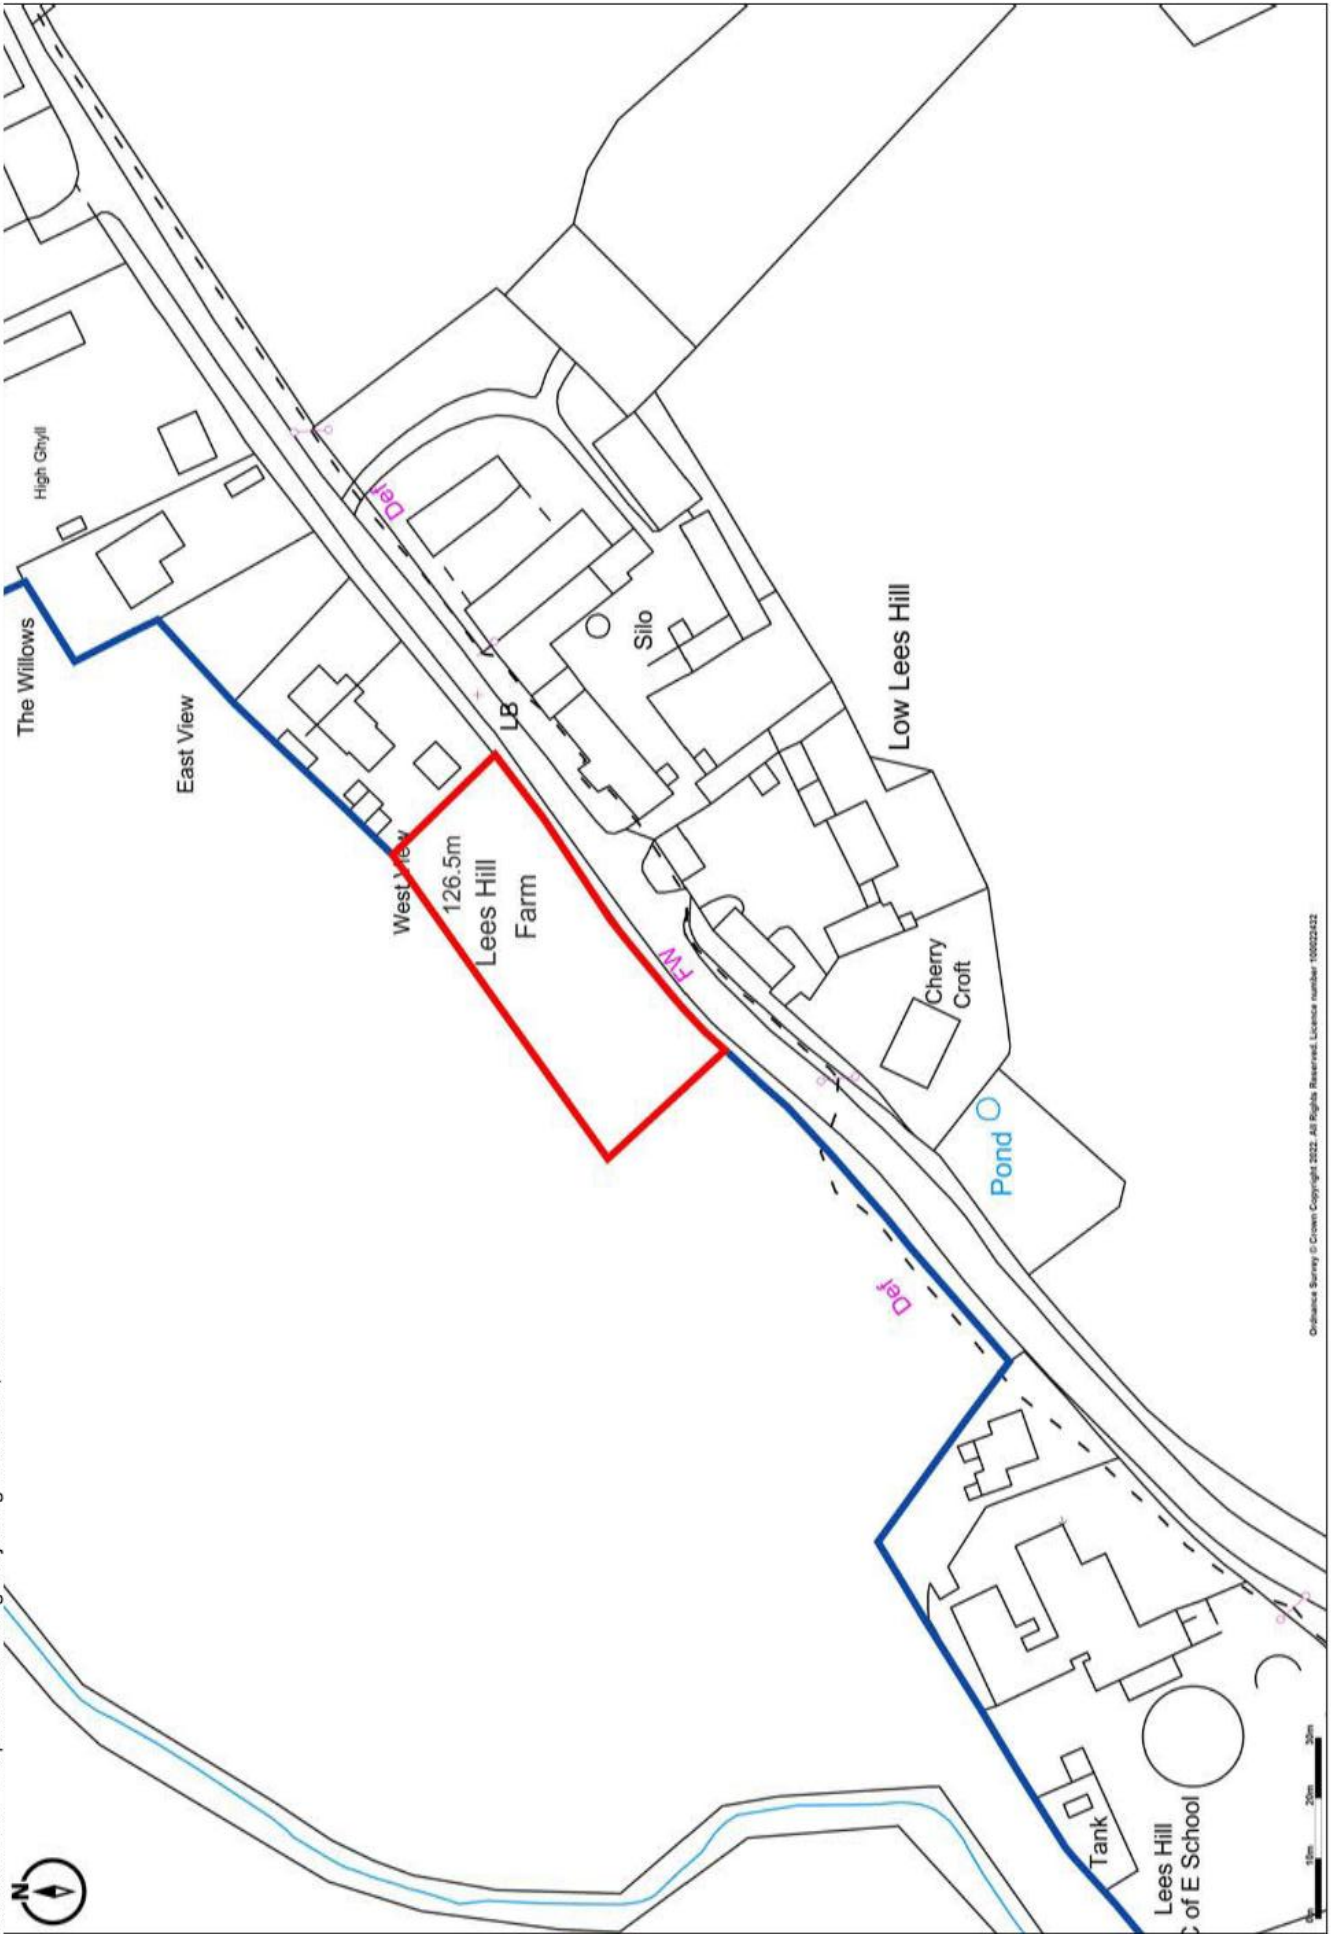 High Ghyll
The Willows
East View
Def
Silo
LB
Low Lees Hill
West View
126.5m
Lees Hill
Farm
FW
Cherry
Croft
Pond
Def
Tank
Lees Hill
C of E School
N
0m 10m 20m 30m
Ordnance Survey © Crown Copyright 2022. All Rights Reserved. Licence number 100022432